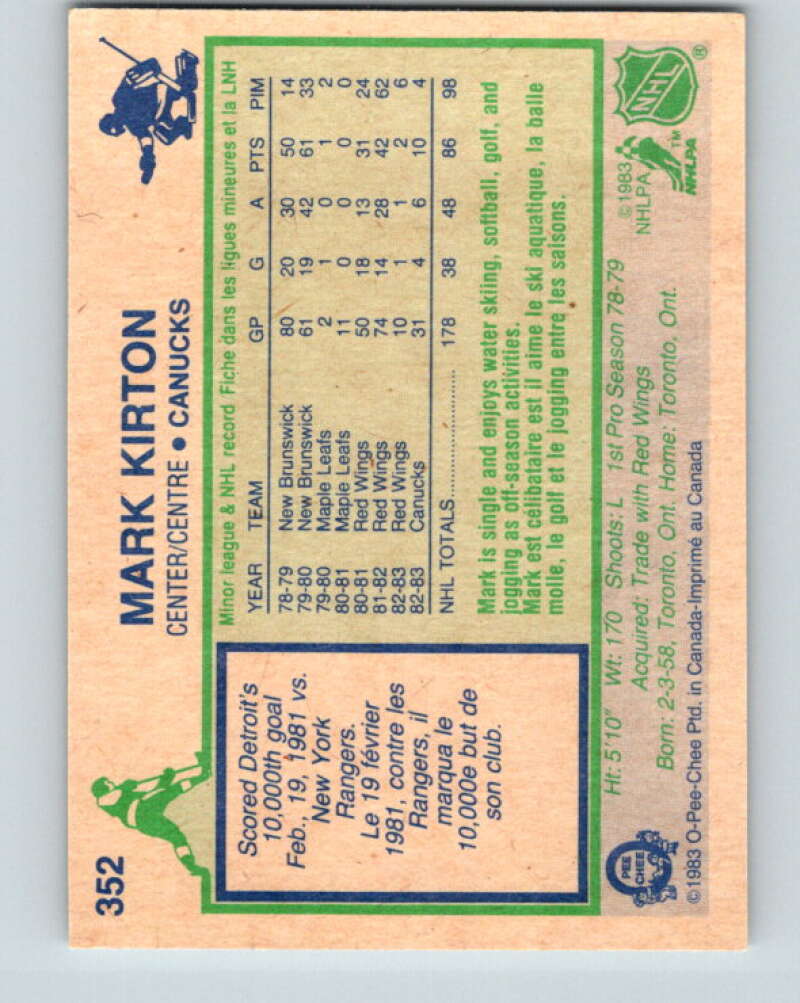 352
MARK KIRTON
CENTER/CENTRE • CANUCKS
Scored Detroit's
10,000th goal
Feb., 19, 1981 vs.
New York
Rangers.
Le 19 février
1981, contre les
Rangers, il
marqua le
10,000e but de
son club.
Minor league & NHL record Fiche dans les ligues mineures et la LNH
YEAR TEAM GP G A PTS PIM
78-79 New Brunswick 80 20 30 50 14
79-80 New Brunswick 61 19 42 61 33
79-80 Maple Leafs 2 1 0 1 2
80-81 Maple Leafs 11 0 0 0 0
80-81 Red Wings 50 18 13 31 24
81-82 Red Wings 74 14 28 42 62
82-83 Red Wings 10 1 1 2 6
82-83 Canucks 31 4 6 10 4
NHL TOTALS.................... 178 38 48 86 98
Mark is single and enjoys water skiing, softball, golf, and
jogging as off-season activities.
Mark est célibataire est il aime le ski aquatique, la balle
molle, le golf et le jogging entre les saisons.
Ht: 5'10" Wt: 170 Shoots: L 1st Pro Season 78-79
Acquired: Trade with Red Wings
Born: 2-3-58, Toronto, Ont. Home: Toronto, Ont.
©1983 O-Pee-Chee Ptd. in Canada-Imprimé au Canada
PEE
CHEE
©1983
NHLPA
TM
NHLPA
NHL
®